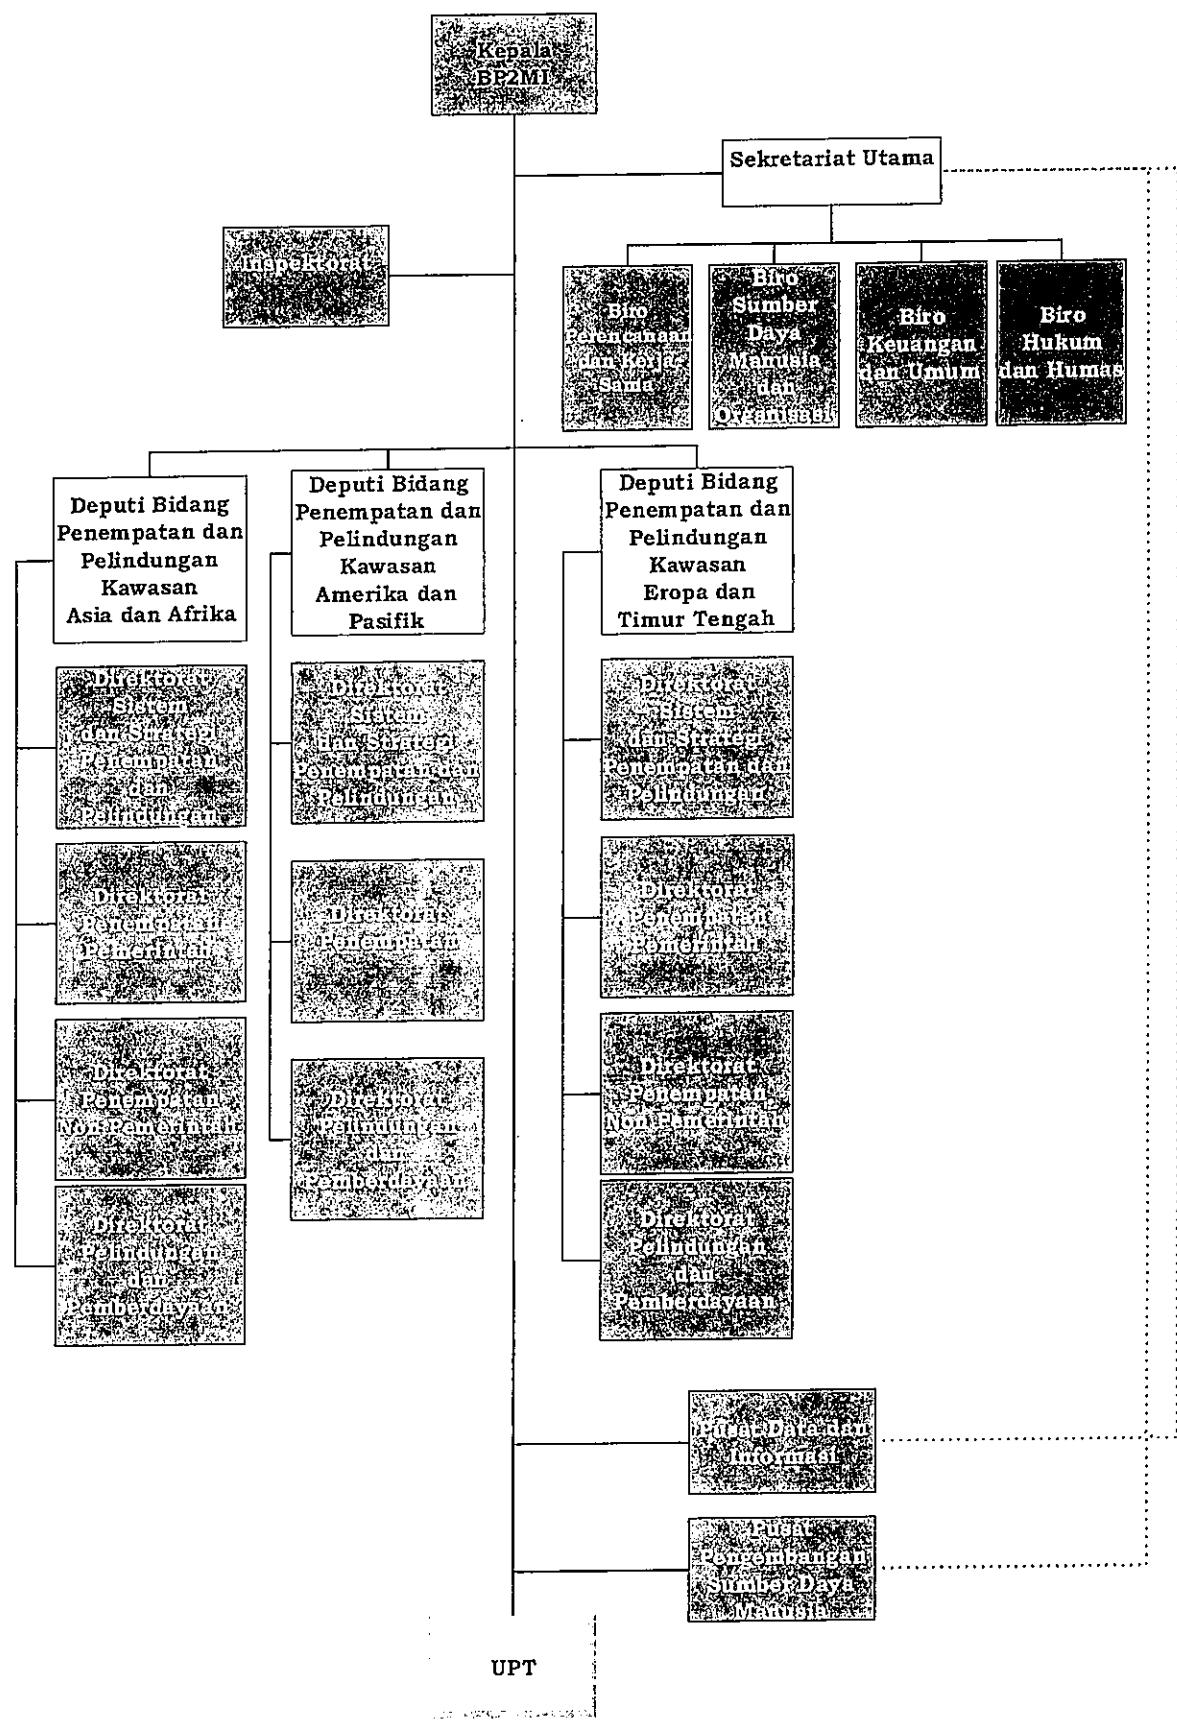 Kepala
BP2MI
Sekretariat Utama
Inspektorat
Biro
Perencanaan
dan Kerja
Sama
Biro
Sumber
Daya
Manusia
dan
Organisasi
Biro
Keuangan
dan Umum
Biro
Hukum
dan Humas
Deputi Bidang
Penempatan dan
Pelindungan
Kawasan
Asia dan Afrika
Deputi Bidang
Penempatan dan
Pelindungan
Kawasan
Amerika dan
Pasifik
Deputi Bidang
Penempatan dan
Pelindungan
Kawasan
Eropa dan
Timur Tengah
Direktorat
Sistem
dan Strategi
Penempatan
dan
Pelindungan
Direktorat
Penempatan
Pemerintah
Direktorat
Penempatan
Non Pemerintah
Direktorat
Pelindungan
dan
Pemberdayaan
Direktorat
Sistem
dan Strategi
Penempatan dan
Pelindungan
Direktorat
Penempatan
Direktorat
Pelindungan
dan
Pemberdayaan
Direktorat
Sistem
dan Strategi
Penempatan dan
Pelindungan
Direktorat
Penempatan
Pemerintah
Direktorat
Penempatan
Non Pemerintah
Direktorat
Pelindungan
dan
Pemberdayaan
Pusat Data dan
Informasi
Pusat
Pengembangan
Sumber Daya
Manusia
UPT